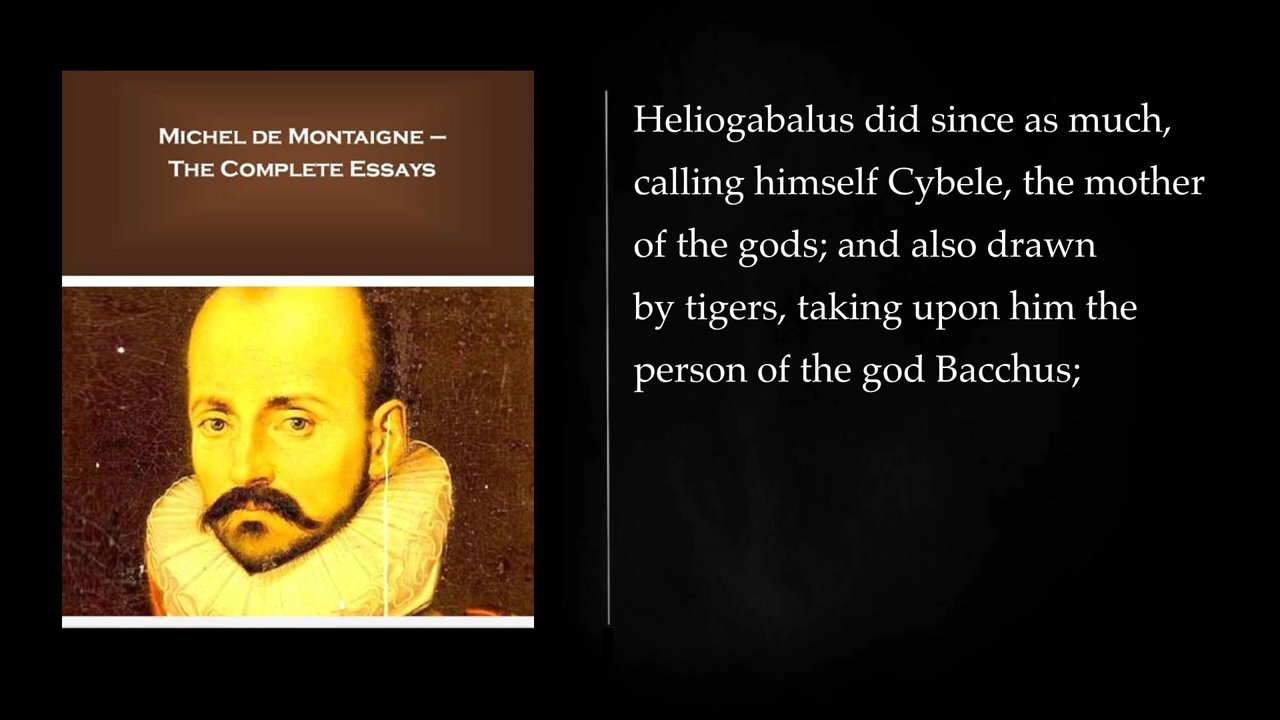 MICHEL DE MONTAIGNE –
THE COMPLETE ESSAYS
Heliogabalus did since as much,
calling himself Cybele, the mother
of the gods; and also drawn
by tigers, taking upon him the
person of the god Bacchus;